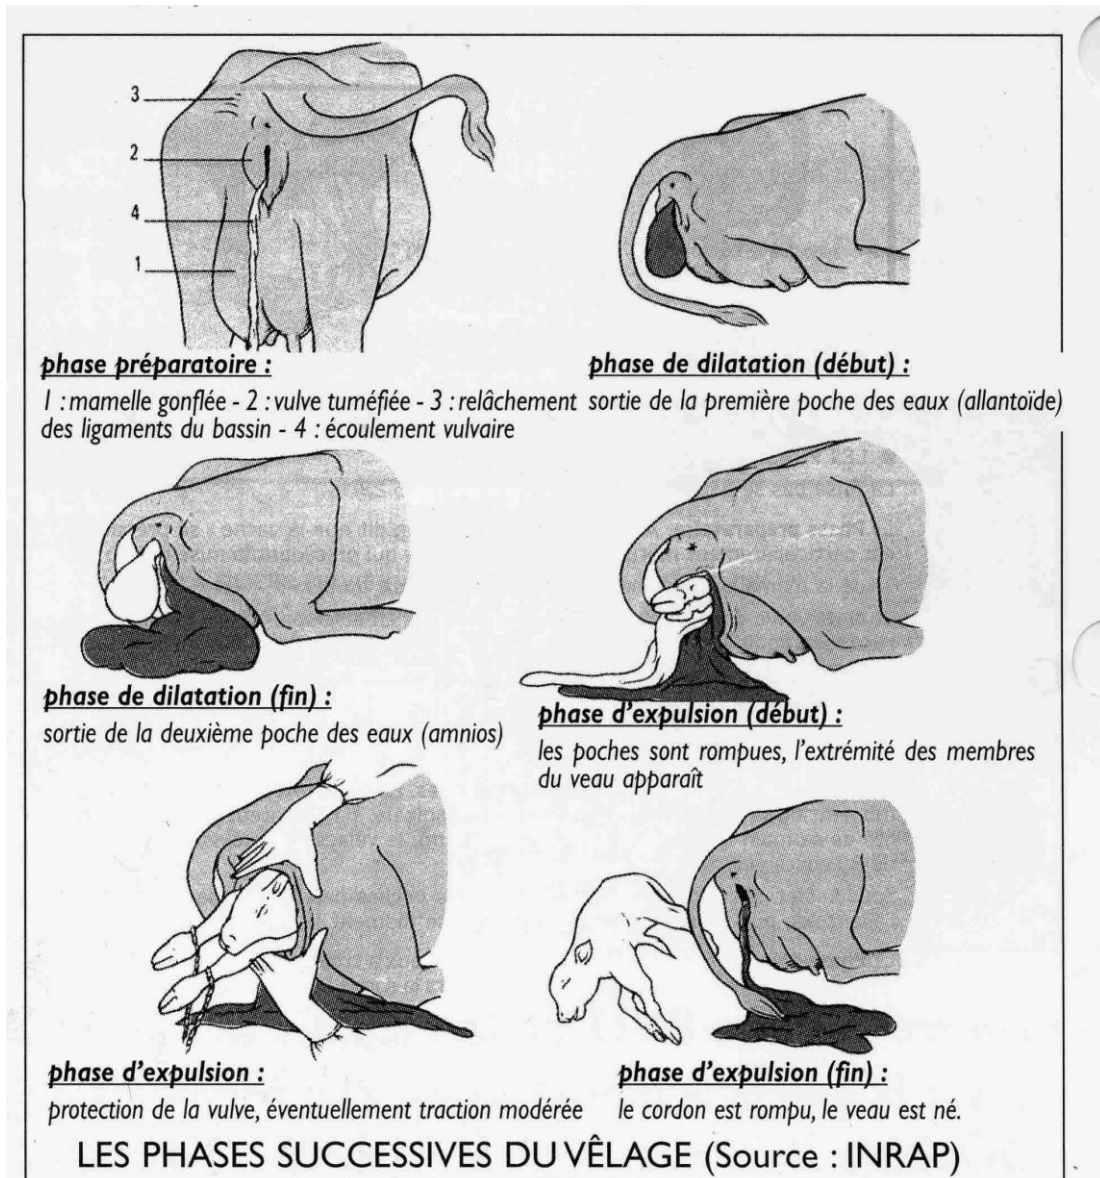 3
2
4
1
phase préparatoire :
1 : mamelle gonflée - 2 : vulve tuméfiée - 3 : relâchement
des ligaments du bassin - 4 : écoulement vulvaire
phase de dilatation (début) :
sortie de la première poche des eaux (allantoïde)
phase de dilatation (fin) :
sortie de la deuxième poche des eaux (amnios)
phase d'expulsion (début) :
les poches sont rompues, l'extrémité des membres
du veau apparaît
phase d'expulsion :
protection de la vulve, éventuellement traction modérée
phase d'expulsion (fin) :
le cordon est rompu, le veau est né.
LES PHASES SUCCESSIVES DU VÊLAGE (Source : INRAP)